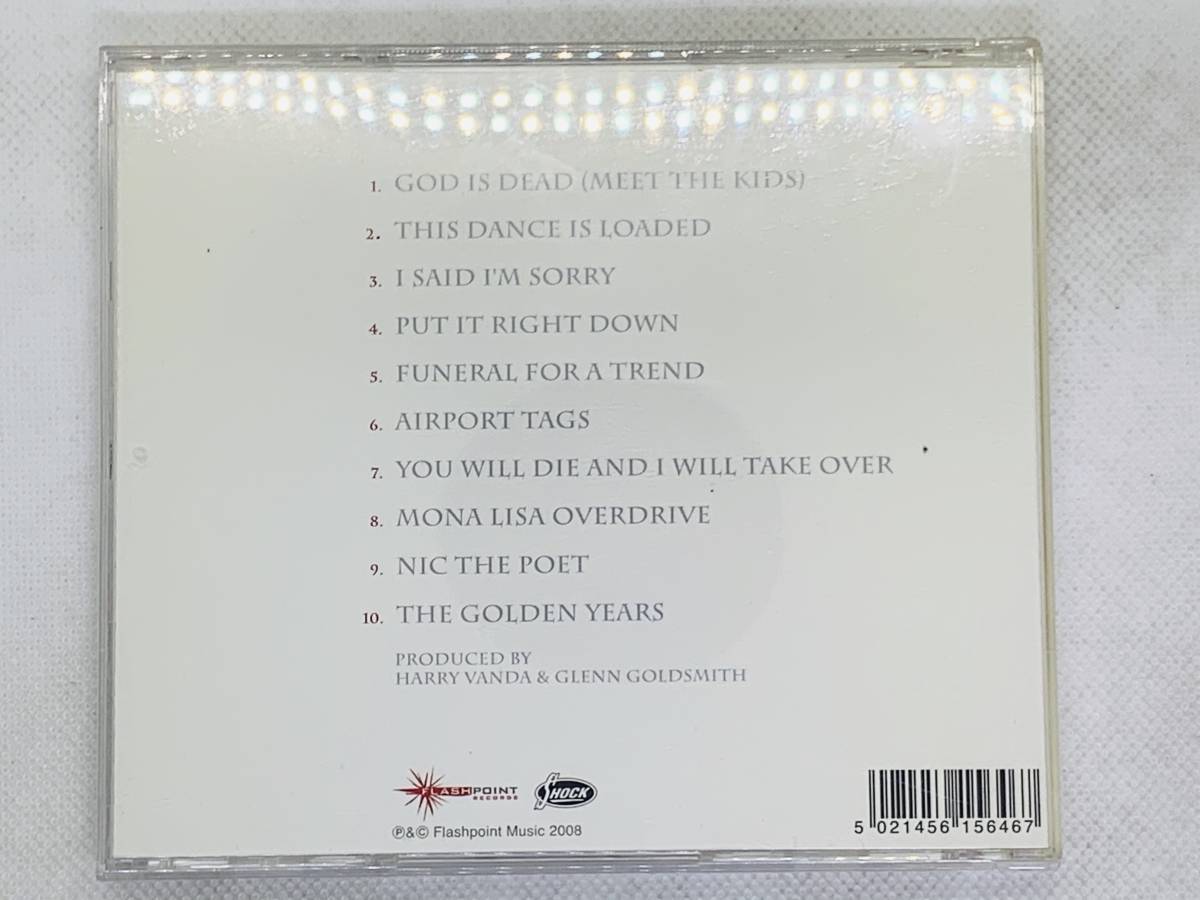 1. GOD IS DEAD (MEET THE KIDS)
2. THIS DANCE IS LOADED
3. I SAID I'M SORRY
4. PUT IT RIGHT DOWN
5. FUNERAL FOR A TREND
6. AIRPORT TAGS
7. YOU WILL DIE AND I WILL TAKE OVER
8. MONA LISA OVERDRIVE
9. NIC THE POET
10. THE GOLDEN YEARS
PRODUCED BY
HARRY VANDA & GLENN GOLDSMITH
FLASHPOINT
RECORDS
SHOCK
℗&© Flashpoint Music 2008
5 021456 156467